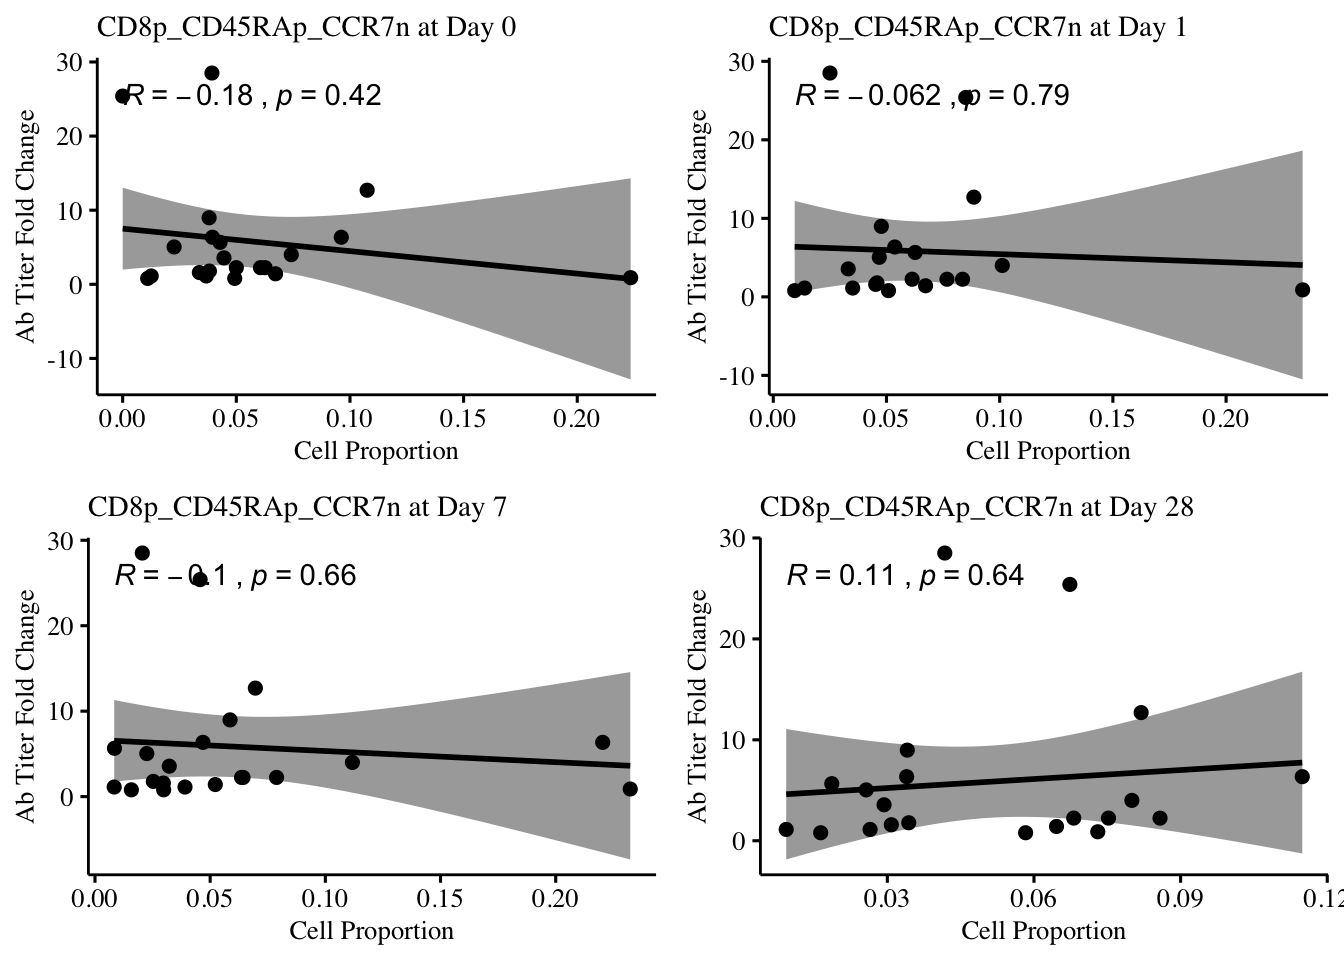 CD8p_CD45RAp_CCR7n at Day 0
R = −0.18 , p = 0.42
Ab Titer Fold Change
30
20
10
0
-10
0.00 0.05 0.10 0.15 0.20
Cell Proportion
CD8p_CD45RAp_CCR7n at Day 1
R = −0.062 , p = 0.79
Ab Titer Fold Change
30
20
10
0
-10
0.00 0.05 0.10 0.15 0.20
Cell Proportion
CD8p_CD45RAp_CCR7n at Day 7
R = −0.1 , p = 0.66
Ab Titer Fold Change
30
20
10
0
0.00 0.05 0.10 0.15 0.20
Cell Proportion
CD8p_CD45RAp_CCR7n at Day 28
R = 0.11 , p = 0.64
Ab Titer Fold Change
30
20
10
0
0.03 0.06 0.09 0.12
Cell Proportion